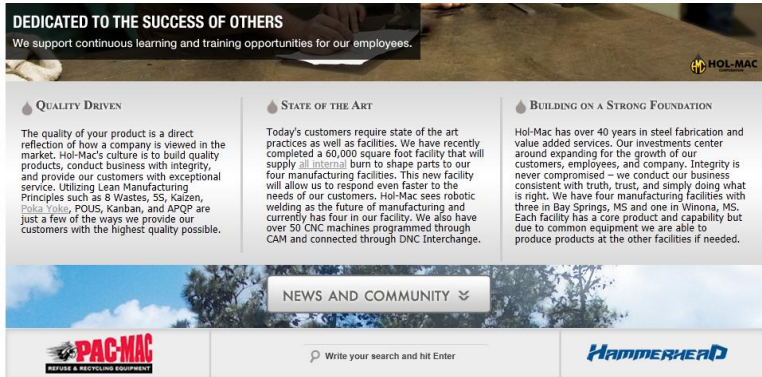 DEDICATED TO THE SUCCESS OF OTHERS
We support continuous learning and training opportunities for our employees.
HMC HOL-MAC
CORPORATION
QUALITY DRIVEN
The quality of your product is a direct
reflection of how a company is viewed in the
market. Hol-Mac's culture is to build quality
products, conduct business with integrity,
and provide our customers with exceptional
service. Utilizing Lean Manufacturing
Principles such as 8 Wastes, 5S, Kaizen,
Poka Yoke, POUS, Kanban, and APQP are
just a few of the ways we provide our
customers with the highest quality possible.
STATE OF THE ART
Today's customers require state of the art
practices as well as facilities. We have recently
completed a 60,000 square foot facility that will
supply all internal burn to shape parts to our
four manufacturing facilities. This new facility
will allow us to respond even faster to the
needs of our customers. Hol-Mac sees robotic
welding as the future of manufacturing and
currently has four in our facility. We also have
over 50 CNC machines programmed through
CAM and connected through DNC Interchange.
BUILDING ON A STRONG FOUNDATION
Hol-Mac has over 40 years in steel fabrication and
value added services. Our investments center
around expanding for the growth of our
customers, employees, and company. Integrity is
never compromised – we conduct our business
consistent with truth, trust, and simply doing what
is right. We have four manufacturing facilities with
three in Bay Springs, MS and one in Winona, MS.
Each facility has a core product and capability but
due to common equipment we are able to
produce products at the other facilities if needed.
NEWS AND COMMUNITY
PAC-MAC
REFUSE & RECYCLING EQUIPMENT
Write your search and hit Enter
HAMMERHEAD